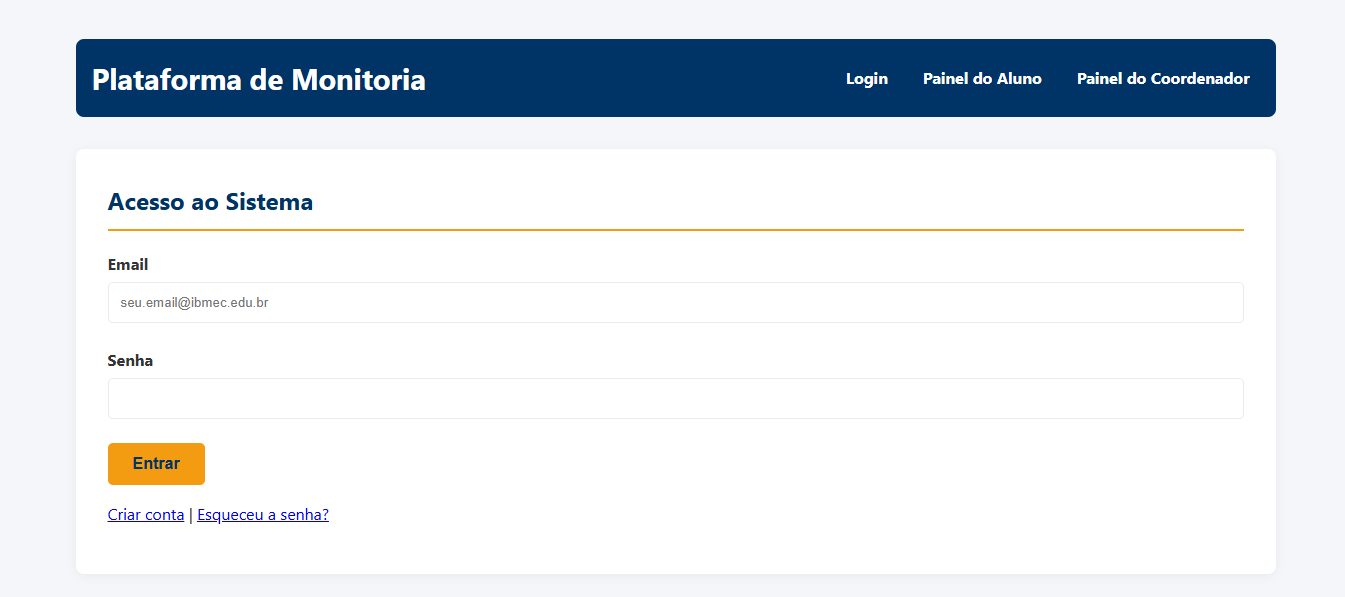 Plataforma de Monitoria
Login Painel do Aluno Painel do Coordenador
Acesso ao Sistema
Email
seu.email@ibmec.edu.br
Senha
Entrar
Criar conta | Esqueceu a senha?